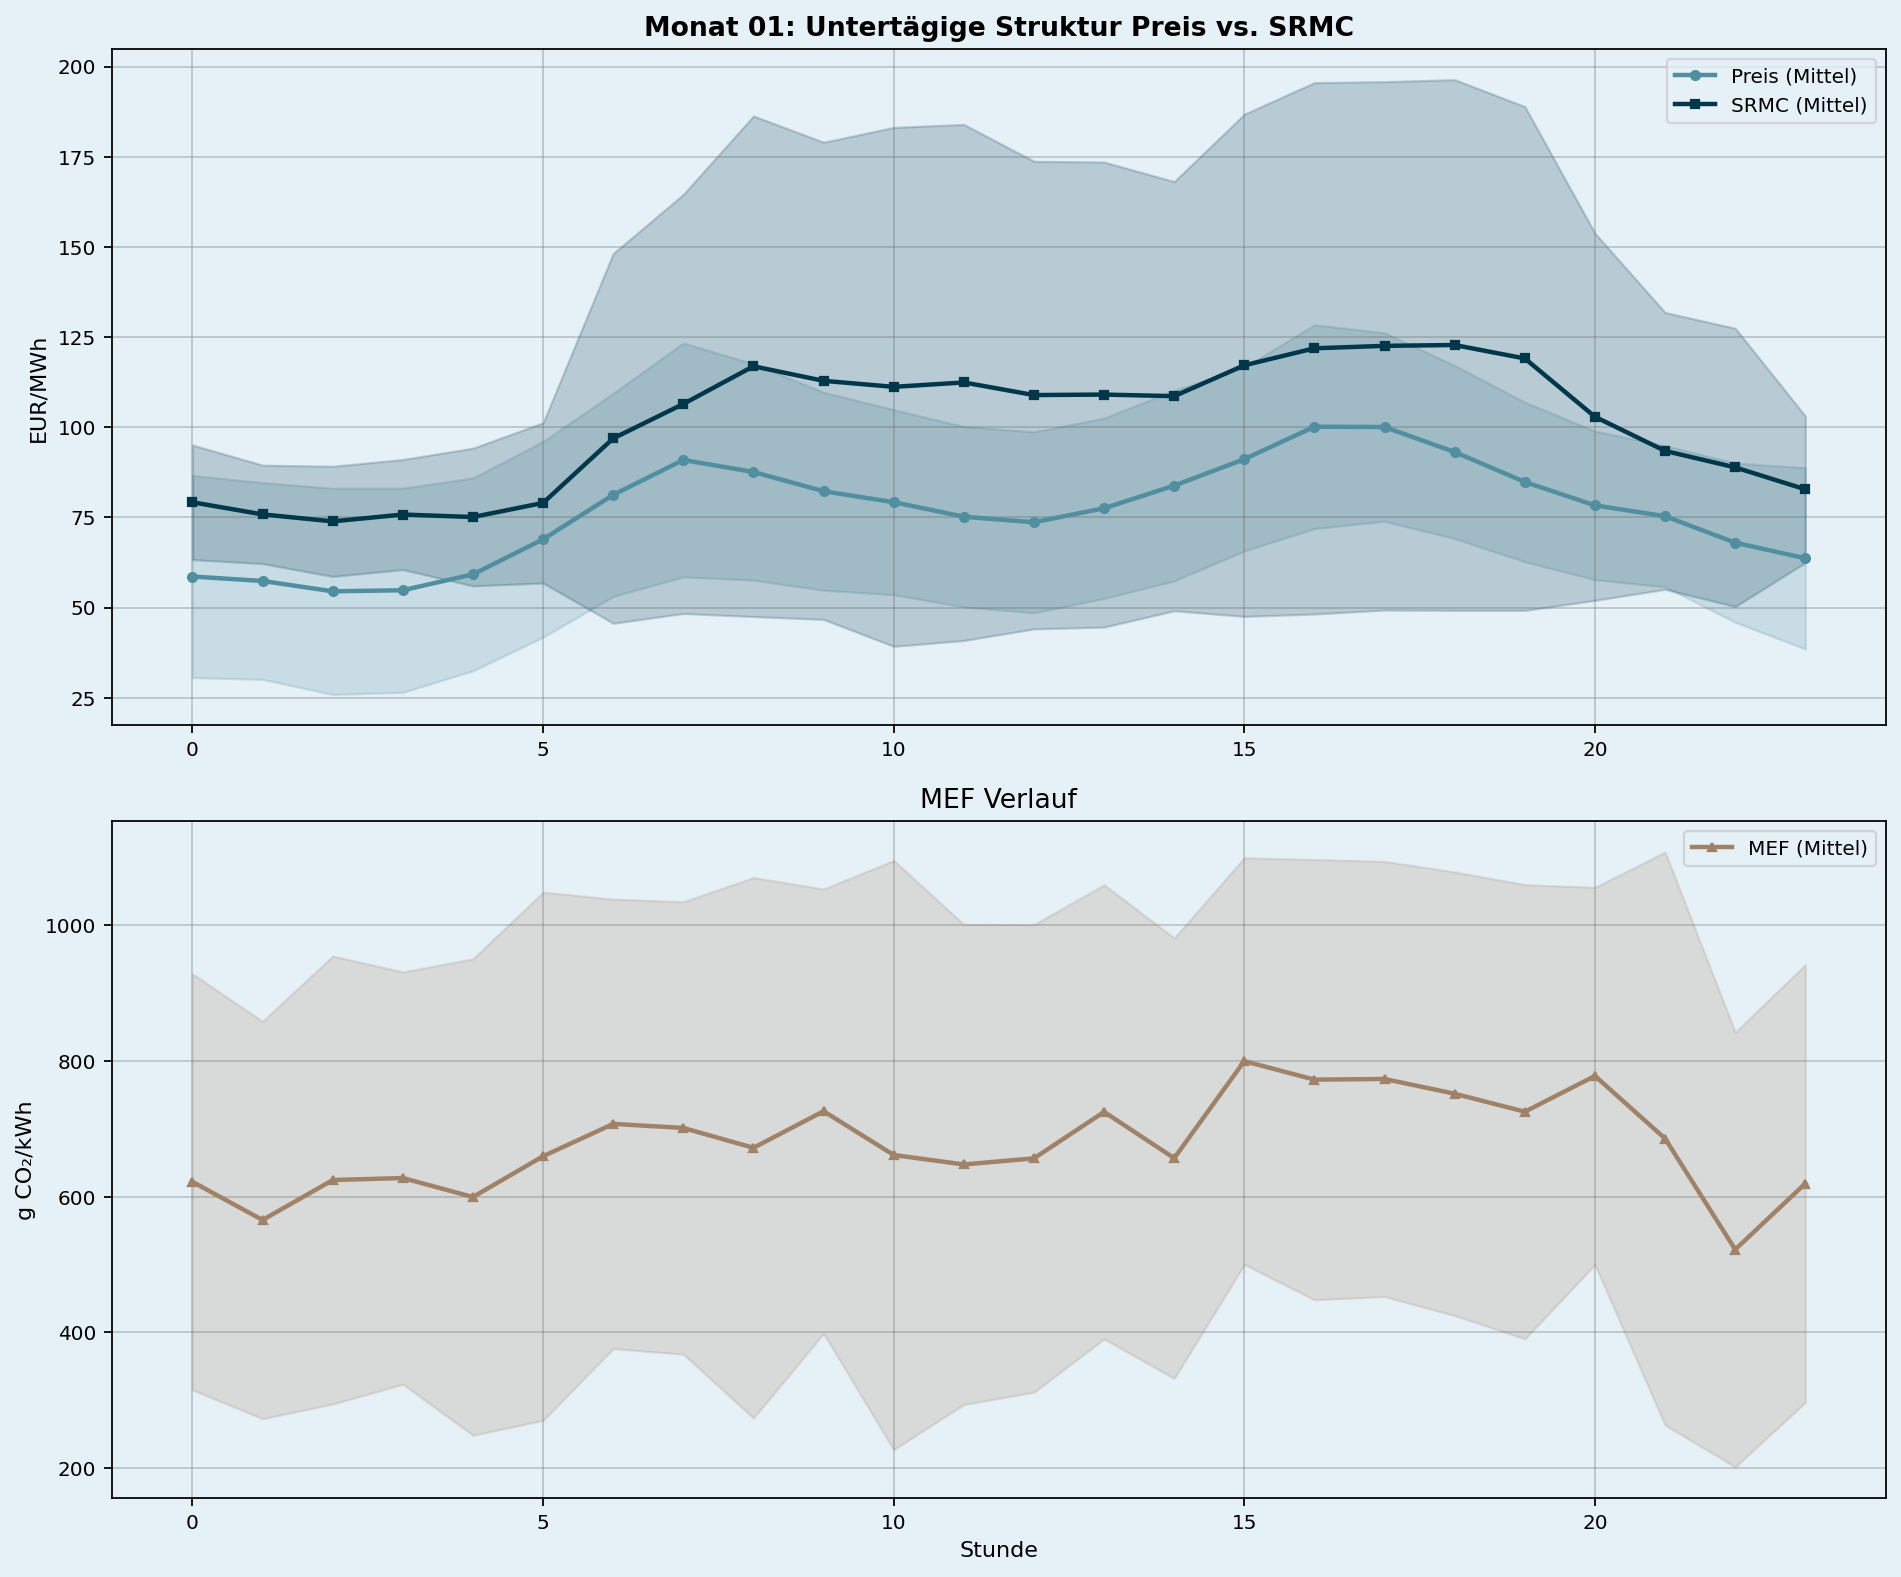 Monat 01: Untertägige Struktur Preis vs. SRMC
200
175
150
125
100
75
50
25
EUR/MWh
Preis (Mittel)
SRMC (Mittel)
0 5 10 15 20
MEF Verlauf
1000
800
600
400
200
g CO₂/kWh
MEF (Mittel)
0 5 10 15 20
Stunde